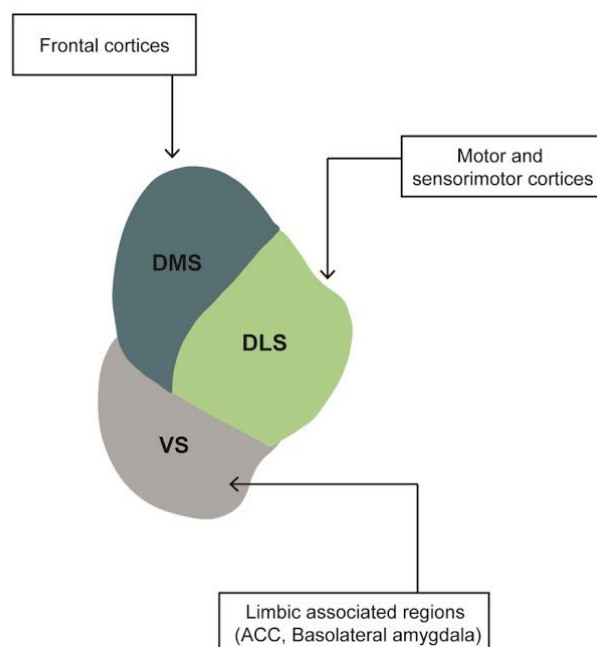 Frontal cortices
Motor and
sensorimotor cortices
DMS
DLS
VS
Limbic associated regions
(ACC, Basolateral amygdala)